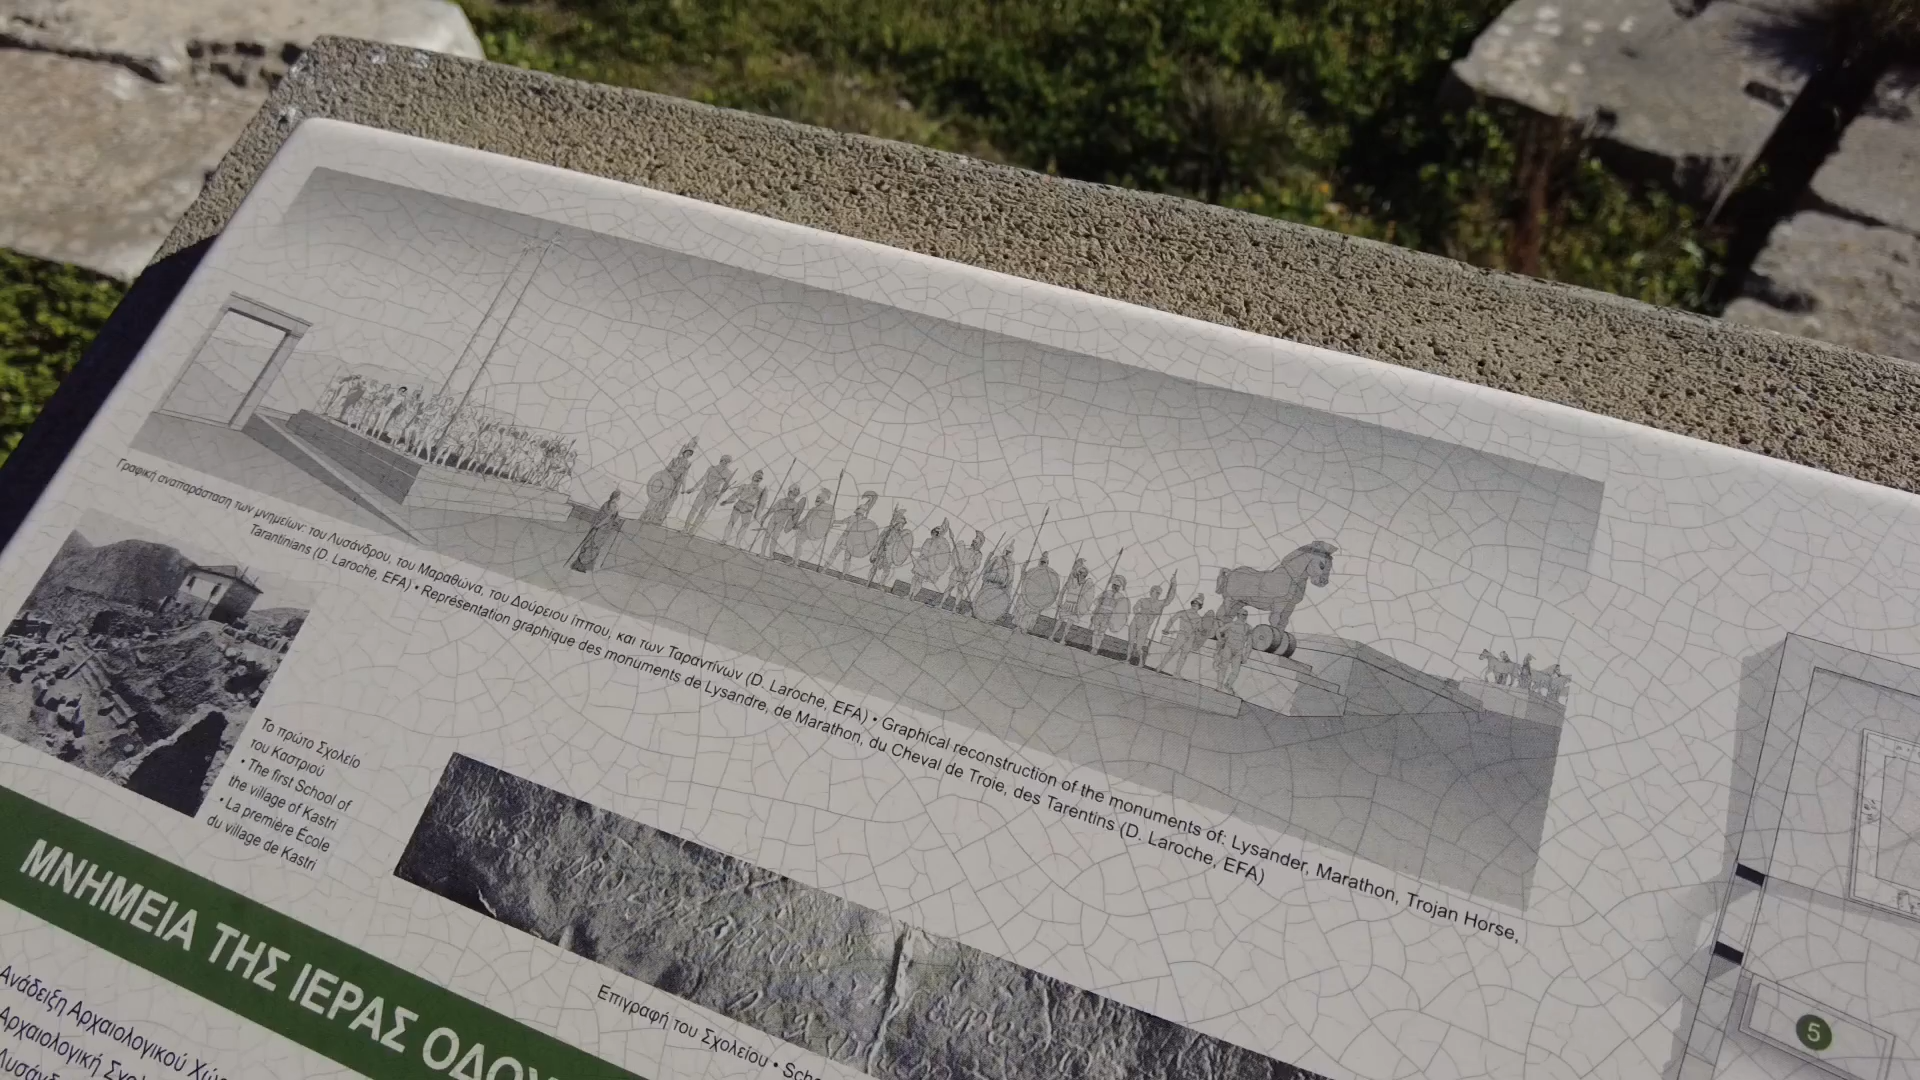 Γραφική αναπαράσταση των μνημείων: του Λυσάνδρου, του Μαραθώνα, του Δούρειου ίππου, και των Ταραντίνων (D. Laroche, EFA) • Graphical reconstruction of the monuments of: Lysander, Marathon, Trojan Horse,
Tarantinians (D. Laroche, EFA) • Représentation graphique des monuments de Lysandre, de Marathon, du Cheval de Troie, des Tarentins (D. Laroche, EFA)
Το πρώτο Σχολείο
του Καστριού
• The first School of
the village of Kastri
• La première École
du village de Kastri
ΜΝΗΜΕΙΑ ΤΗΣ ΙΕΡΑΣ ΟΔΟΥ
Επιγραφή του Σχολείου •
Ανάδειξη Αρχαιολογικού
Αρχαιολογική
5